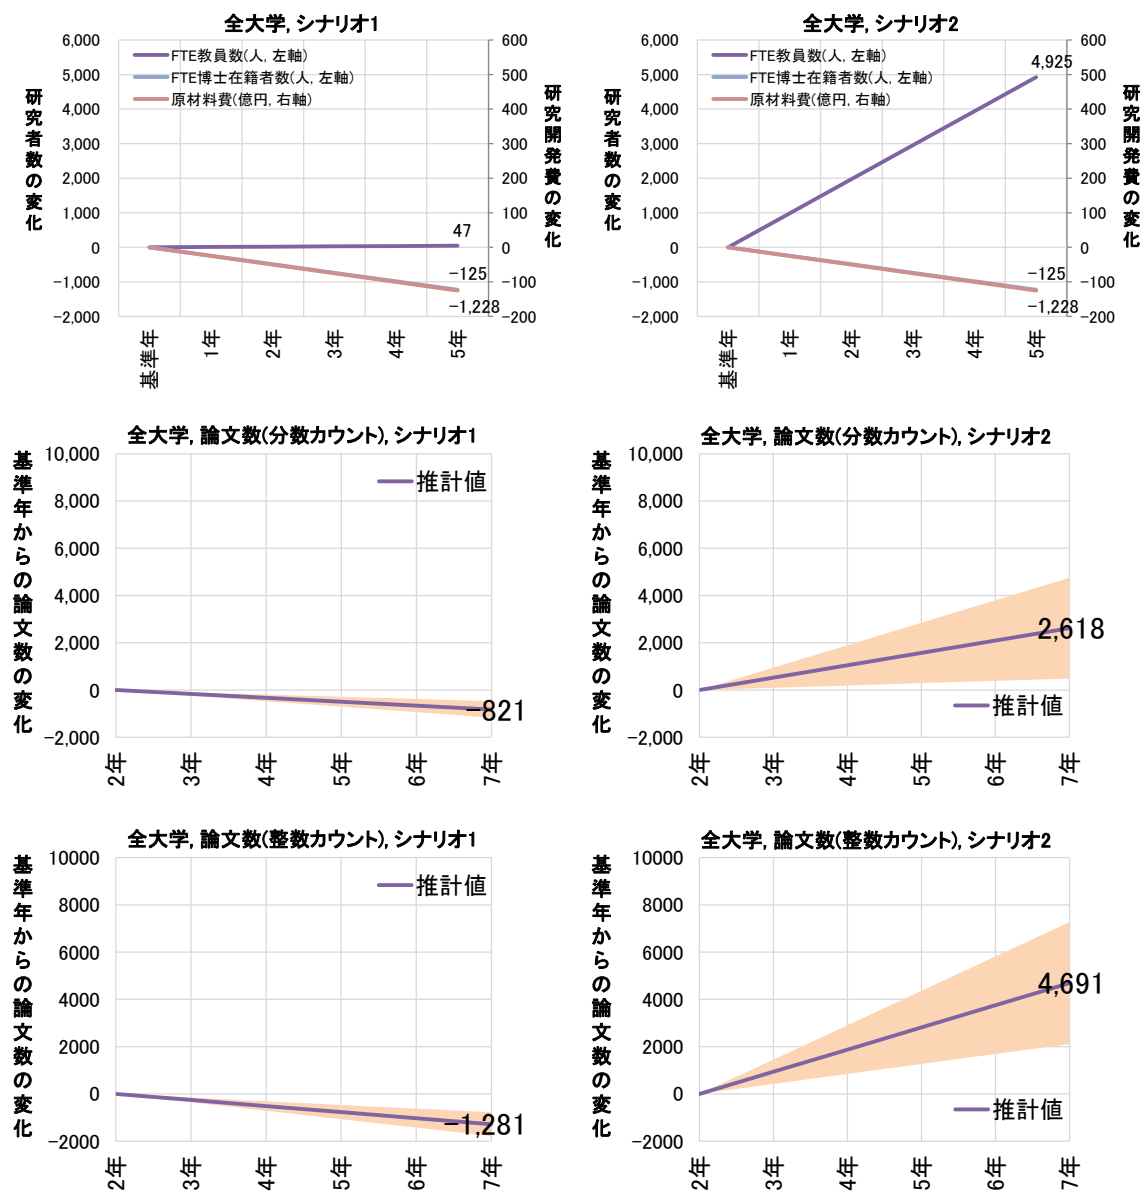 全大学, シナリオ1
研究者数の変化
6,000
5,000
4,000
3,000
2,000
1,000
0
−1,000
−2,000
FTE教員数(人, 左軸)
FTE博士在籍者数(人, 左軸)
原材料費(億円, 右軸)
47
−125
−1,228
600
500
400
300
200
100
0
−100
−200
研究開発費の変化
基準年
1年
2年
3年
4年
5年
全大学, シナリオ2
研究者数の変化
6,000
5,000
4,000
3,000
2,000
1,000
0
−1,000
−2,000
FTE教員数(人, 左軸)
FTE博士在籍者数(人, 左軸)
原材料費(億円, 右軸)
4,925
−125
−1,228
600
500
400
300
200
100
0
−100
−200
研究開発費の変化
基準年
1年
2年
3年
4年
5年
全大学, 論文数(分数カウント), シナリオ1
基準年からの論文数の変化
10,000
8,000
6,000
4,000
2,000
0
−2,000
推計値
−821
2年
3年
4年
5年
6年
7年
全大学, 論文数(分数カウント), シナリオ2
基準年からの論文数の変化
10,000
8,000
6,000
4,000
2,000
0
−2,000
2,618
推計値
2年
3年
4年
5年
6年
7年
全大学, 論文数(整数カウント), シナリオ1
基準年からの論文数の変化
10000
8000
6000
4000
2000
0
−2000
推計値
−1,281
2年
3年
4年
5年
6年
7年
全大学, 論文数(整数カウント), シナリオ2
基準年からの論文数の変化
10000
8000
6000
4000
2000
0
−2000
4,691
推計値
2年
3年
4年
5年
6年
7年